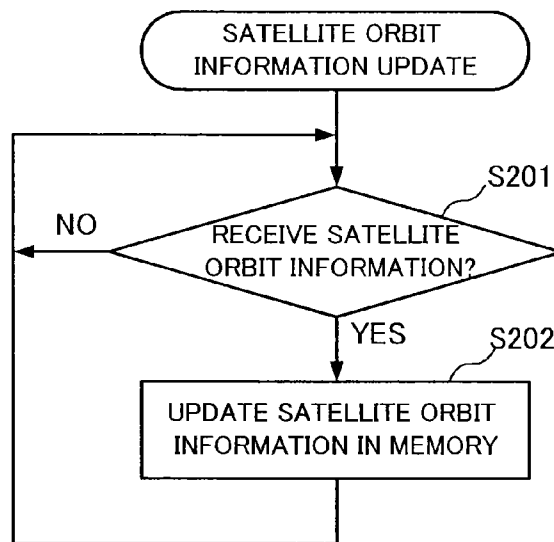 SATELLITE ORBIT
INFORMATION UPDATE
S201
NO
RECEIVE SATELLITE
ORBIT INFORMATION?
YES
S202
UPDATE SATELLITE ORBIT
INFORMATION IN MEMORY